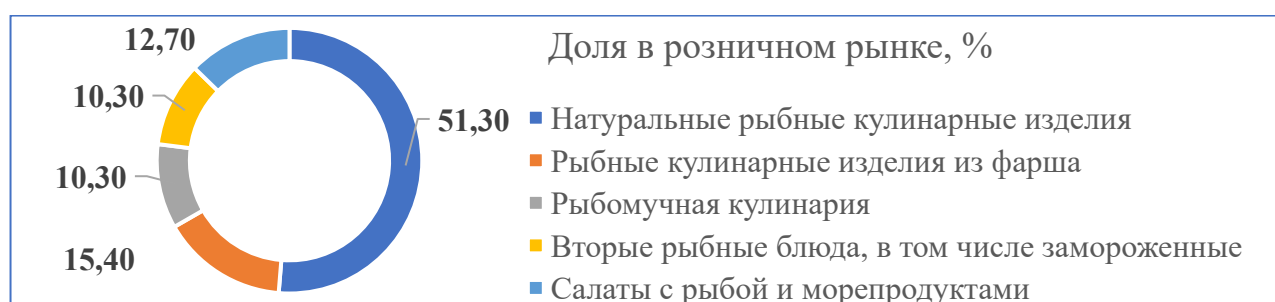 12,70
Доля в розничном рынке, %
10,30
51,30
Натуральные рыбные кулинарные изделия
Рыбные кулинарные изделия из фарша
10,30
Рыбомучная кулинария
Вторые рыбные блюда, в том числе замороженные
15,40
Салаты с рыбой и морепродуктами